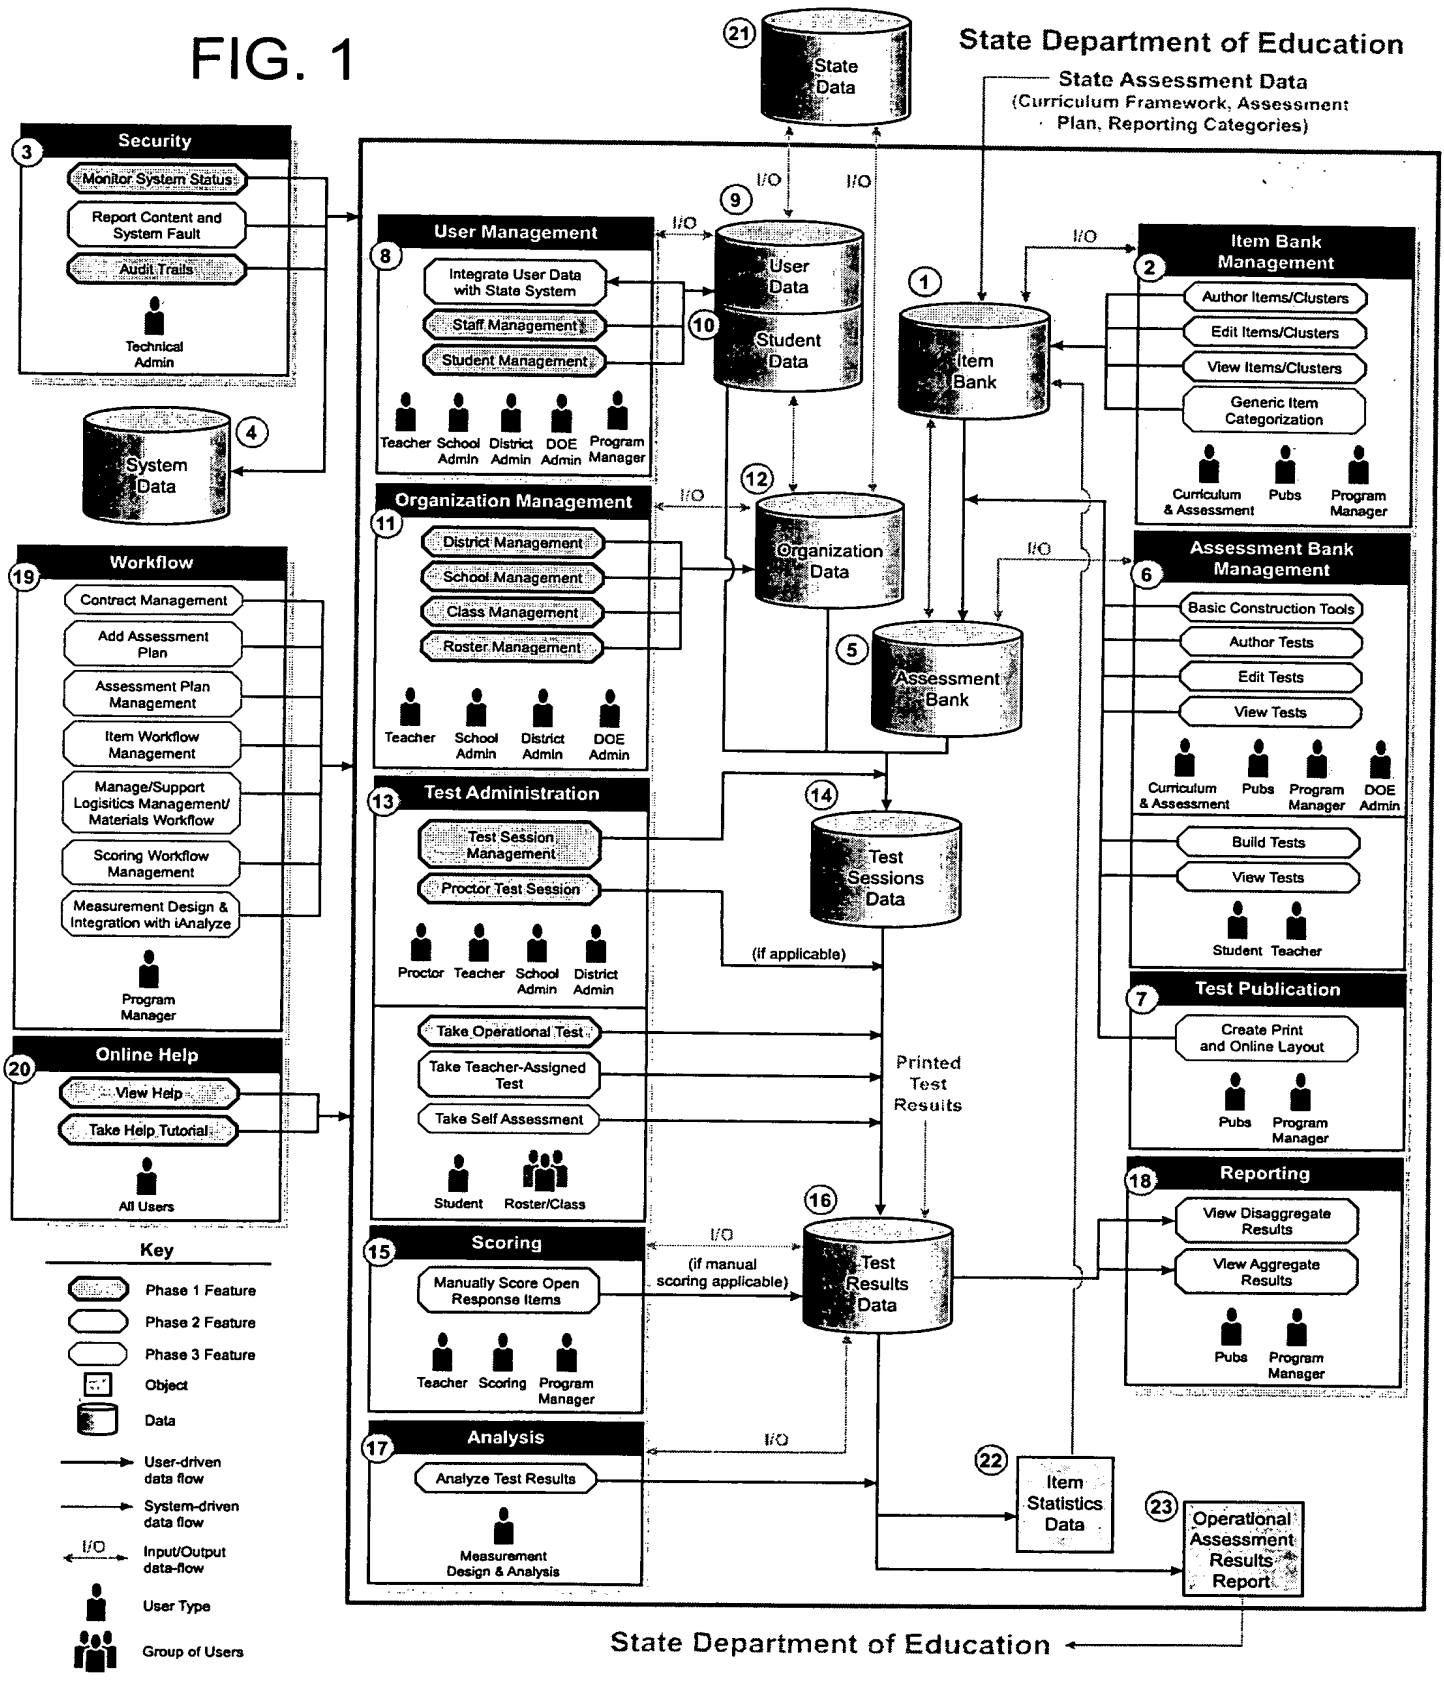 FIG. 1
21
State
Data
State Department of Education
State Assessment Data
(Curriculum Framework, Assessment
Plan, Reporting Categories)
3
Security
Monitor System Status
Report Content and
System Fault
Audit Trails
Technical
Admin
4
System
Data
19
Workflow
Contract Management
Add Assessment
Plan
Assessment Plan
Management
Item Workflow
Management
Manage/Support
Logisitics Management/
Materials Workflow
Scoring Workflow
Management
Measurement Design &
Integration with iAnalyze
Program
Manager
20
Online Help
View Help
Take Help Tutorial
All Users
Key
Phase 1 Feature
Phase 2 Feature
Phase 3 Feature
Object
Data
User-driven
data flow
System-driven
data flow
I/O
Input/Output
data-flow
User Type
Group of Users
8
User Management
Integrate User Data
with State System
Staff Management
Student Management
Teacher
School
Admin
District
Admin
DOE
Admin
Program
Manager
11
Organization Management
District Management
School Management
Class Management
Roster Management
Teacher
School
Admin
District
Admin
DOE
Admin
13
Test Administration
Test Session
Management
Proctor Test Session
Proctor
Teacher
School
Admin
District
Admin
Take Operational Test
Take Teacher-Assigned
Test
Take Self Assessment
Student
Roster/Class
15
Scoring
Manually Score Open
Response Items
Teacher
Scoring
Program
Manager
17
Analysis
Analyze Test Results
Measurement
Design & Analysis
I/O
I/O
I/O
9
User
Data
10
Student
Data
I/O
12
Organization
Data
1
Item
Bank
I/O
I/O
5
Assessment
Bank
14
Test
Sessions
Data
(if applicable)
Printed
Test
Results
I/O
(if manual
scoring applicable)
16
Test
Results
Data
I/O
2
Item Bank
Management
Author Items/Clusters
Edit Items/Clusters
View Items/Clusters
Generic Item
Categorization
Curriculum
& Assessment
Pubs
Program
Manager
6
Assessment Bank
Management
Basic Construction Tools
Author Tests
Edit Tests
View Tests
Curriculum
& Assessment
Pubs
Program
Manager
DOE
Admin
Build Tests
View Tests
Student
Teacher
7
Test Publication
Create Print
and Online Layout
Pubs
Program
Manager
18
Reporting
View Disaggregate
Results
View Aggregate
Results
Pubs
Program
Manager
22
Item
Statistics
Data
23
Operational
Assessment
Results
Report
State Department of Education